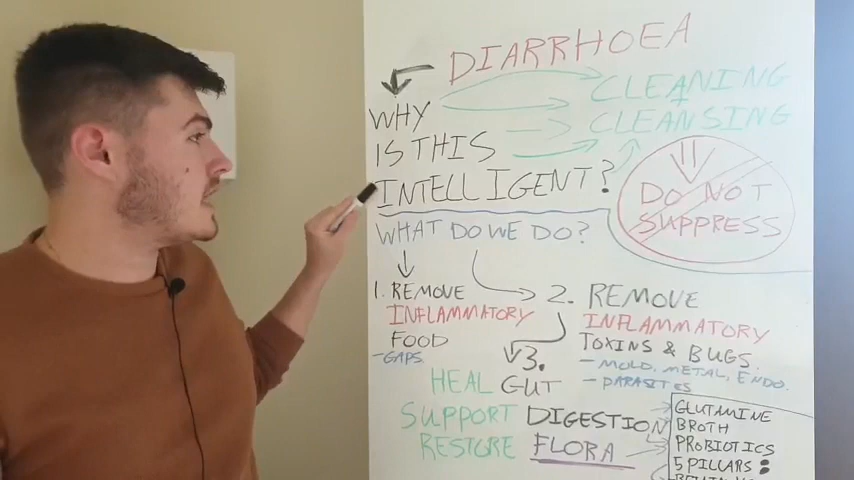 DIARRHOEA
WHY
IS THIS
INTELLIGENT?
CLEANING
+
CLEANSING
DO NOT
SUPPRESS
WHAT DO WE DO?
1. REMOVE
INFLAMMATORY
FOOD
- GAPS.
2. REMOVE
INFLAMMATORY
TOXINS & BUGS.
- MOLD, METAL, ENDO.
- PARASITES
3.
HEAL GUT
SUPPORT DIGESTION
RESTORE FLORA
GLUTAMINE
BROTH
PROBIOTICS
5 PILLARS: